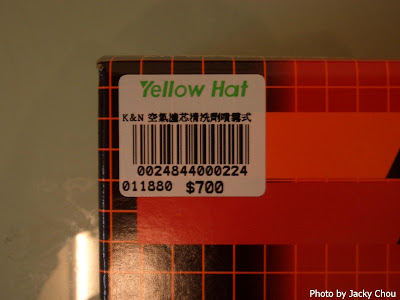 Yellow Hat
K&N 空氣濾芯清洗劑噴霧式
0024844000224
011880 $700
Photo by Jacky Chou